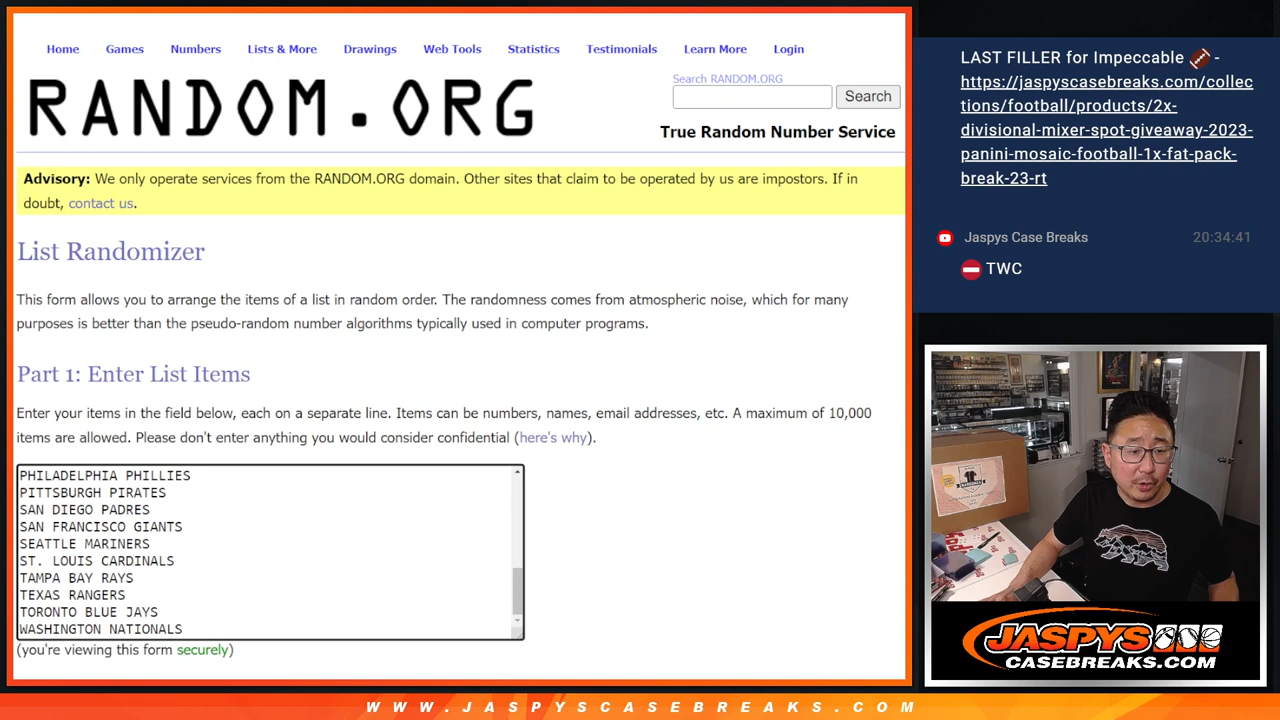 Home Games Numbers Lists & More Drawings Web Tools Statistics Testimonials Learn More Login
RANDOM.ORG
Search RANDOM.ORG
Search
True Random Number Service
Advisory: We only operate services from the RANDOM.ORG domain. Other sites that claim to be operated by us are impostors. If in
doubt, contact us.
List Randomizer
This form allows you to arrange the items of a list in random order. The randomness comes from atmospheric noise, which for many
purposes is better than the pseudo-random number algorithms typically used in computer programs.
Part 1: Enter List Items
Enter your items in the field below, each on a separate line. Items can be numbers, names, email addresses, etc. A maximum of 10,000
items are allowed. Please don't enter anything you would consider confidential (here's why).
PHILADELPHIA PHILLIES
PITTSBURGH PIRATES
SAN DIEGO PADRES
SAN FRANCISCO GIANTS
SEATTLE MARINERS
ST. LOUIS CARDINALS
TAMPA BAY RAYS
TEXAS RANGERS
TORONTO BLUE JAYS
WASHINGTON NATIONALS
(you're viewing this form securely)
LAST FILLER for Impeccable 🏈 -
https://jaspyscasebreaks.com/collec
tions/football/products/2x-
divisional-mixer-spot-giveaway-2023-
panini-mosaic-football-1x-fat-pack-
break-23-rt
Jaspys Case Breaks 20:34:41
⛔ TWC
JASPYS
CASEBREAKS.COM
WWW.JASPYSCASEBREAKS.COM